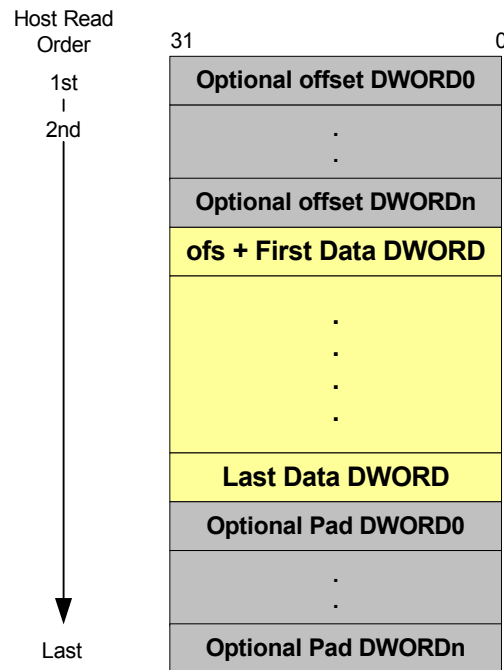 Host Read
Order
31 0
1st
Optional offset DWORD0
2nd
.
.
Optional offset DWORDn
ofs + First Data DWORD
.
.
.
.
Last Data DWORD
Optional Pad DWORD0
.
.
Last
Optional Pad DWORDn